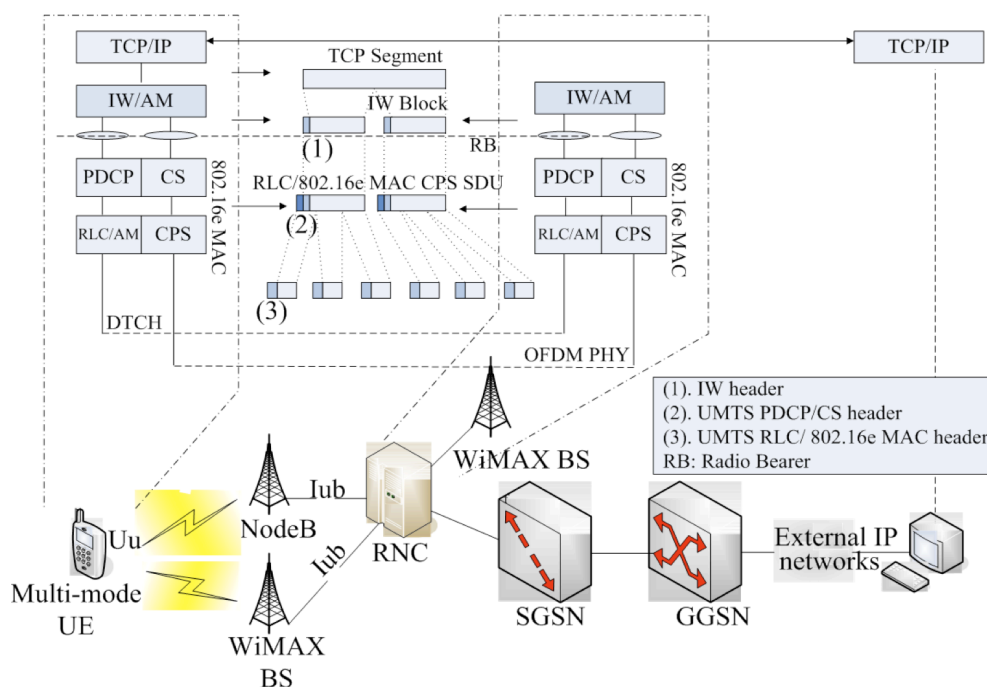 TCP/IP
TCP/IP
TCP Segment
IW/AM
IW Block
IW/AM
(1)
RB
PDCP
CS
802.16e MAC
RLC/802.16e MAC CPS SDU
PDCP
CS
802.16e MAC
RLC/AM
CPS
(2)
RLC/AM
CPS
(3)
DTCH
OFDM PHY
(1). IW header
(2). UMTS PDCP/CS header
(3). UMTS RLC/ 802.16e MAC header
RB: Radio Bearer
WiMAX BS
Uu
NodeB
Iub
RNC
Iub
External IP
networks
Multi-mode
UE
WiMAX
BS
SGSN
GGSN